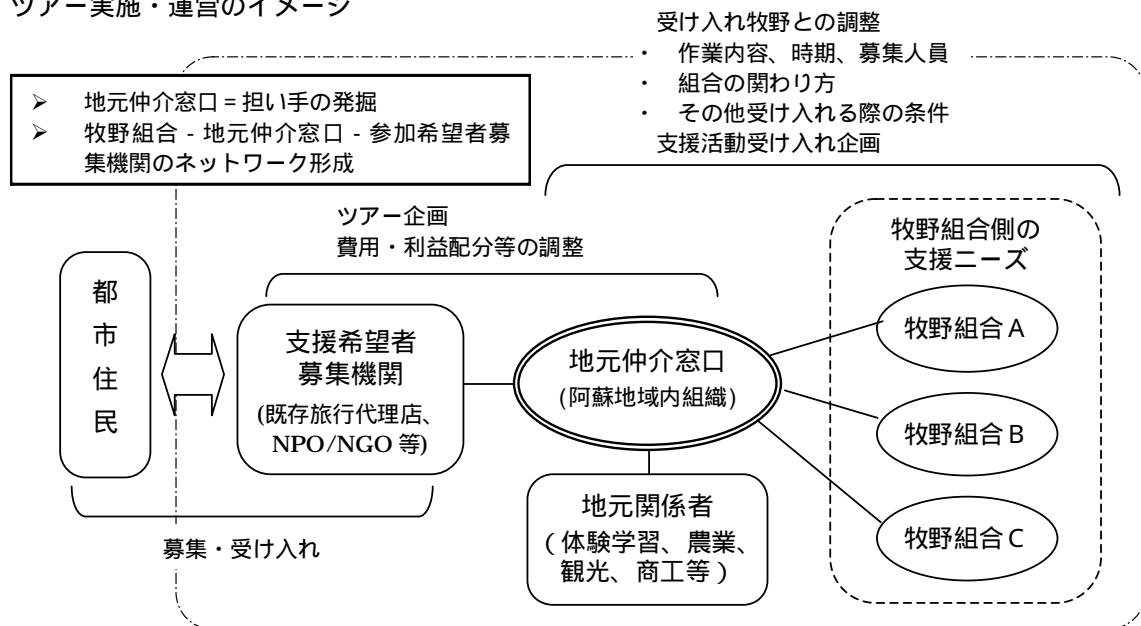 ツアー実施・運営のイメージ
受け入れ牧野との調整
・ 作業内容、時期、募集人員
・ 組合の関わり方
・ その他受け入れる際の条件
支援活動受け入れ企画
➢ 地元仲介窓口＝担い手の発掘
➢ 牧野組合‐地元仲介窓口‐参加希望者募
集機関のネットワーク形成
ツアー企画
費用・利益配分等の調整
牧野組合側の
支援ニーズ
都
市
住
民
支援希望者
募集機関
(既存旅行代理店、
NPO/NGO 等)
地元仲介窓口
(阿蘇地域内組織)
牧野組合A
牧野組合B
牧野組合C
地元関係者
（体験学習、農業、
観光、商工等）
募集・受け入れ